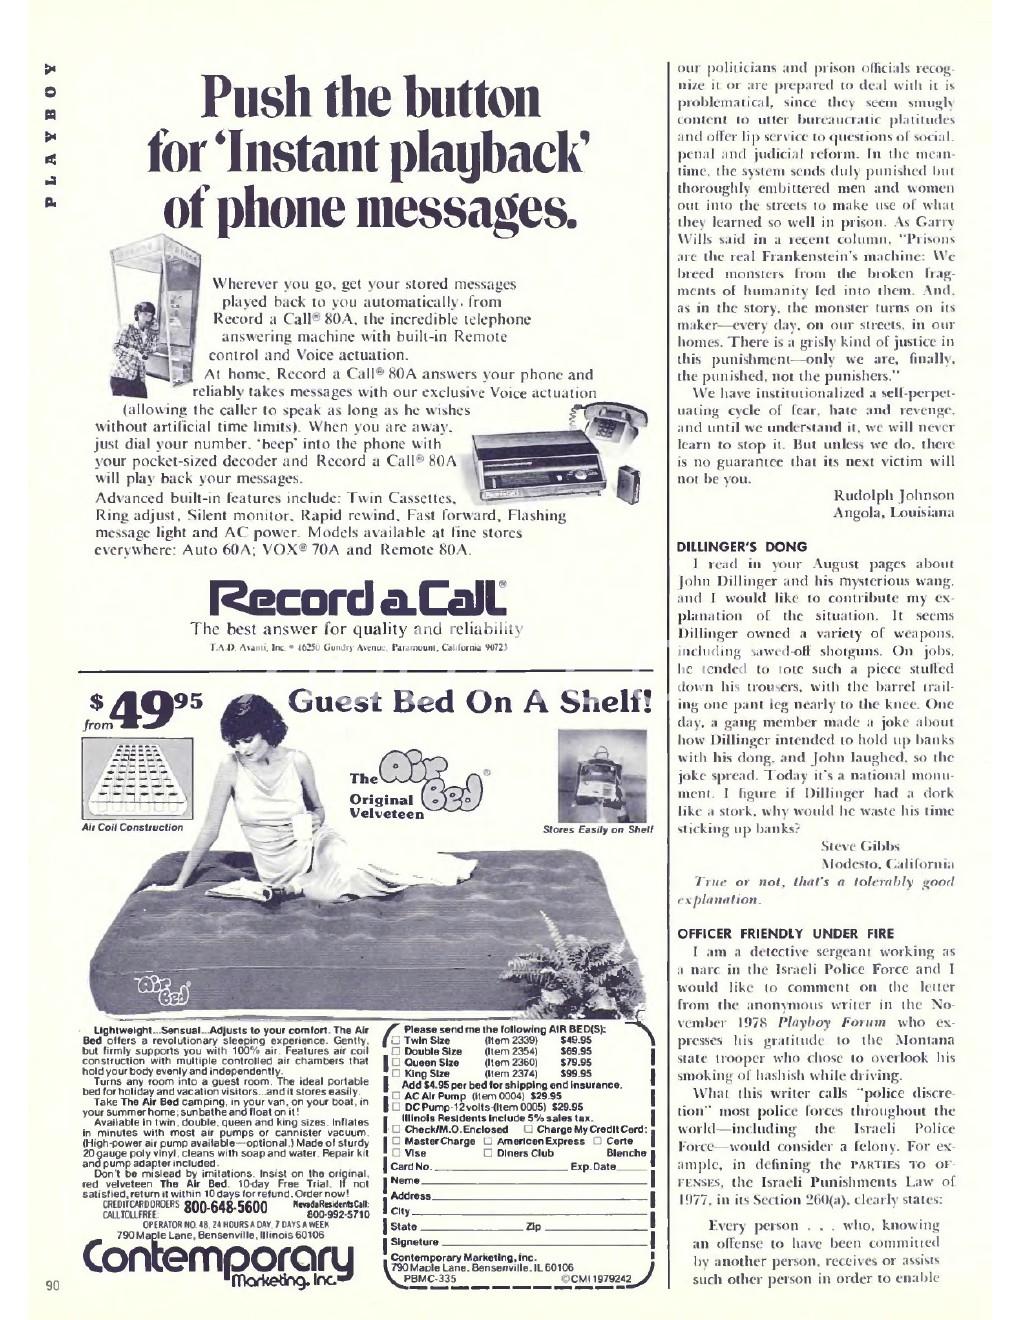 PLAYBOY
Push the button
for ‘Instant playback’
of phone messages.
Wherever you go, get your stored messages
played back to you automatically, from
Record a Call® 80A, the incredible telephone
answering machine with built-in Remote
control and Voice actuation.
At home, Record a Call® 80A answers your phone and
reliably takes messages with our exclusive Voice actuation
(allowing the caller to speak as long as he wishes
without artificial time limits). When you are away,
just dial your number, ‘beep’ into the phone with
your pocket-sized decoder and Record a Call® 80A
will play back your messages.
Advanced built-in features include: Twin Cassettes,
Ring adjust, Silent monitor, Rapid rewind, Fast forward, Flashing
message light and AC power. Models available at fine stores
everywhere: Auto 60A; VOX® 70A and Remote 80A.
Record a Call®
The best answer for quality and reliability
T.A.D. Avanti, Inc. • 16250 Gundry Avenue, Paramount, California 90723
$ from 49 95
Guest Bed On A Shelf!
Air Coil Construction
The
Original
Velveteen
Air Bed®
Stores Easily on Shelf
Air Bed
Lightweight...Sensual...Adjusts to your comfort. The Air
Bed offers a revolutionary sleeping experience. Gently,
but firmly supports you with 100% air. Features air coil
construction with multiple controlled air chambers that
hold your body evenly and independently.
Turns any room into a guest room. The ideal portable
bed for holiday and vacation visitors...and it stores easily.
Take The Air Bed camping, in your van, on your boat, in
your summer home; sunbathe and float on it!
Available in twin, double, queen and king sizes. Inflates
in minutes with most air pumps or cannister vacuum.
(High-power air pump available—optional.) Made of sturdy
20 gauge poly vinyl, cleans with soap and water. Repair kit
and pump adapter included.
Don't be mislead by imitations. Insist on the original,
red velveteen The Air Bed. 10-day Free Trial. If not
satisfied, return it within 10 days for refund. Order now!
CREDIT CARD ORDERS 800-648-5600 Nevada Residents Call:
CALL TOLL FREE: 800-992-5710
OPERATOR NO. 48, 24 HOURS A DAY, 7 DAYS A WEEK
790 Maple Lane, Bensenville, Illinois 60106
Contemporary
Marketing, Inc.
Please send me the following AIR BED(S):
☐ Twin Size (Item 2339) $49.95
☐ Double Size (Item 2354) $69.95
☐ Queen Size (Item 2360) $79.95
☐ King Size (Item 2374) $99.95
Add $4.95 per bed for shipping and insurance.
☐ AC Air Pump (Item 0004) $29.95
☐ DC Pump-12 volts-(Item 0005) $29.95
Illinois Residents include 5% sales tax.
☐ Check/M.O. Enclosed ☐ Charge My Credit Card:
☐ Master Charge ☐ American Express ☐ Carte
☐ Visa ☐ Diners Club Blanche
Card No. Exp. Date
Name
Address
City
State Zip
Signature
Contemporary Marketing, Inc.
790 Maple Lane, Bensenville, IL 60106
PBMC-335 ©CMI 1979242
90
our politicians and prison officials recog-
nize it or are prepared to deal with it is
problematical, since they seem smugly
content to utter bureaucratic platitudes
and offer lip service to questions of social,
penal and judicial reform. In the mean-
time, the system sends duly punished but
thoroughly embittered men and women
out into the streets to make use of what
they learned so well in prison. As Garry
Wills said in a recent column, "Prisons
are the real Frankenstein's machine: We
breed monsters from the broken frag-
ments of humanity fed into them. And,
as in the story, the monster turns on its
maker—every day, on our streets, in our
homes. There is a grisly kind of justice in
this punishment—only we are, finally,
the punished, not the punishers."
We have institutionalized a self-perpet-
uating cycle of fear, hate and revenge,
and until we understand it, we will never
learn to stop it. But unless we do, there
is no guarantee that its next victim will
not be you.
Rudolph Johnson
Angola, Louisiana
DILLINGER'S DONG
I read in your August pages about
John Dillinger and his mysterious wang,
and I would like to contribute my ex-
planation of the situation. It seems
Dillinger owned a variety of weapons,
including sawed-off shotguns. On jobs,
he tended to tote such a piece stuffed
down his trousers, with the barrel trail-
ing one pant leg nearly to the knee. One
day, a gang member made a joke about
how Dillinger intended to hold up banks
with his dong, and John laughed, so the
joke spread. Today it's a national monu-
ment. I figure if Dillinger had a dork
like a stork, why would he waste his time
sticking up banks?
Steve Gibbs
Modesto, California
True or not, that's a tolerably good
explanation.
OFFICER FRIENDLY UNDER FIRE
I am a detective sergeant working as
a narc in the Israeli Police Force and I
would like to comment on the letter
from the anonymous writer in the No-
vember 1978 Playboy Forum who ex-
presses his gratitude to the Montana
state trooper who chose to overlook his
smoking of hashish while driving.
What this writer calls "police discre-
tion" most police forces throughout the
world—including the Israeli Police
Force—would consider a felony. For ex-
ample, in defining the PARTIES TO OF-
FENSES, the Israeli Punishments Law of
1977, in its Section 260(a), clearly states:
Every person . . . who, knowing
an offense to have been committed
by another person, receives or assists
such other person in order to enable